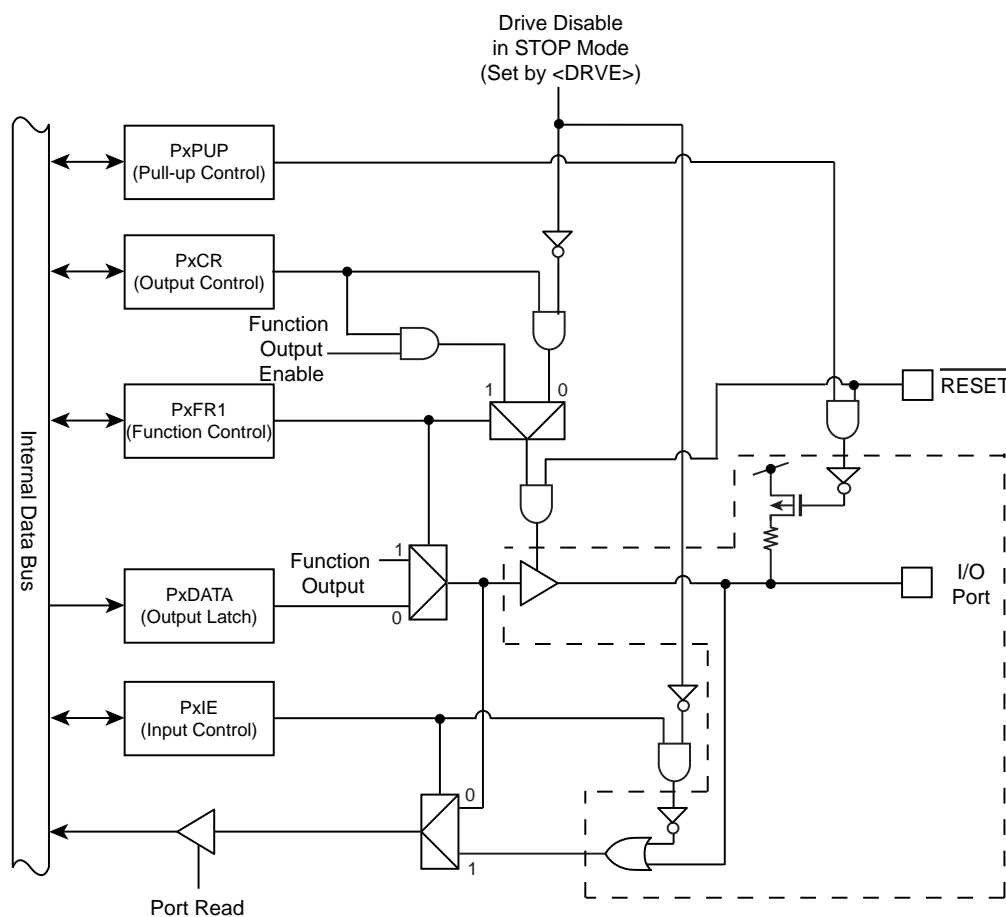 Drive Disable
in STOP Mode
(Set by <DRVE>)
PxPUP
(Pull-up Control)
PxCR
(Output Control)
Function
Output
Enable
1
0
RESET
PxFR1
(Function Control)
Internal Data Bus
1
Function
Output
0
PxDATA
(Output Latch)
I/O
Port
PxIE
(Input Control)
0
1
Port Read